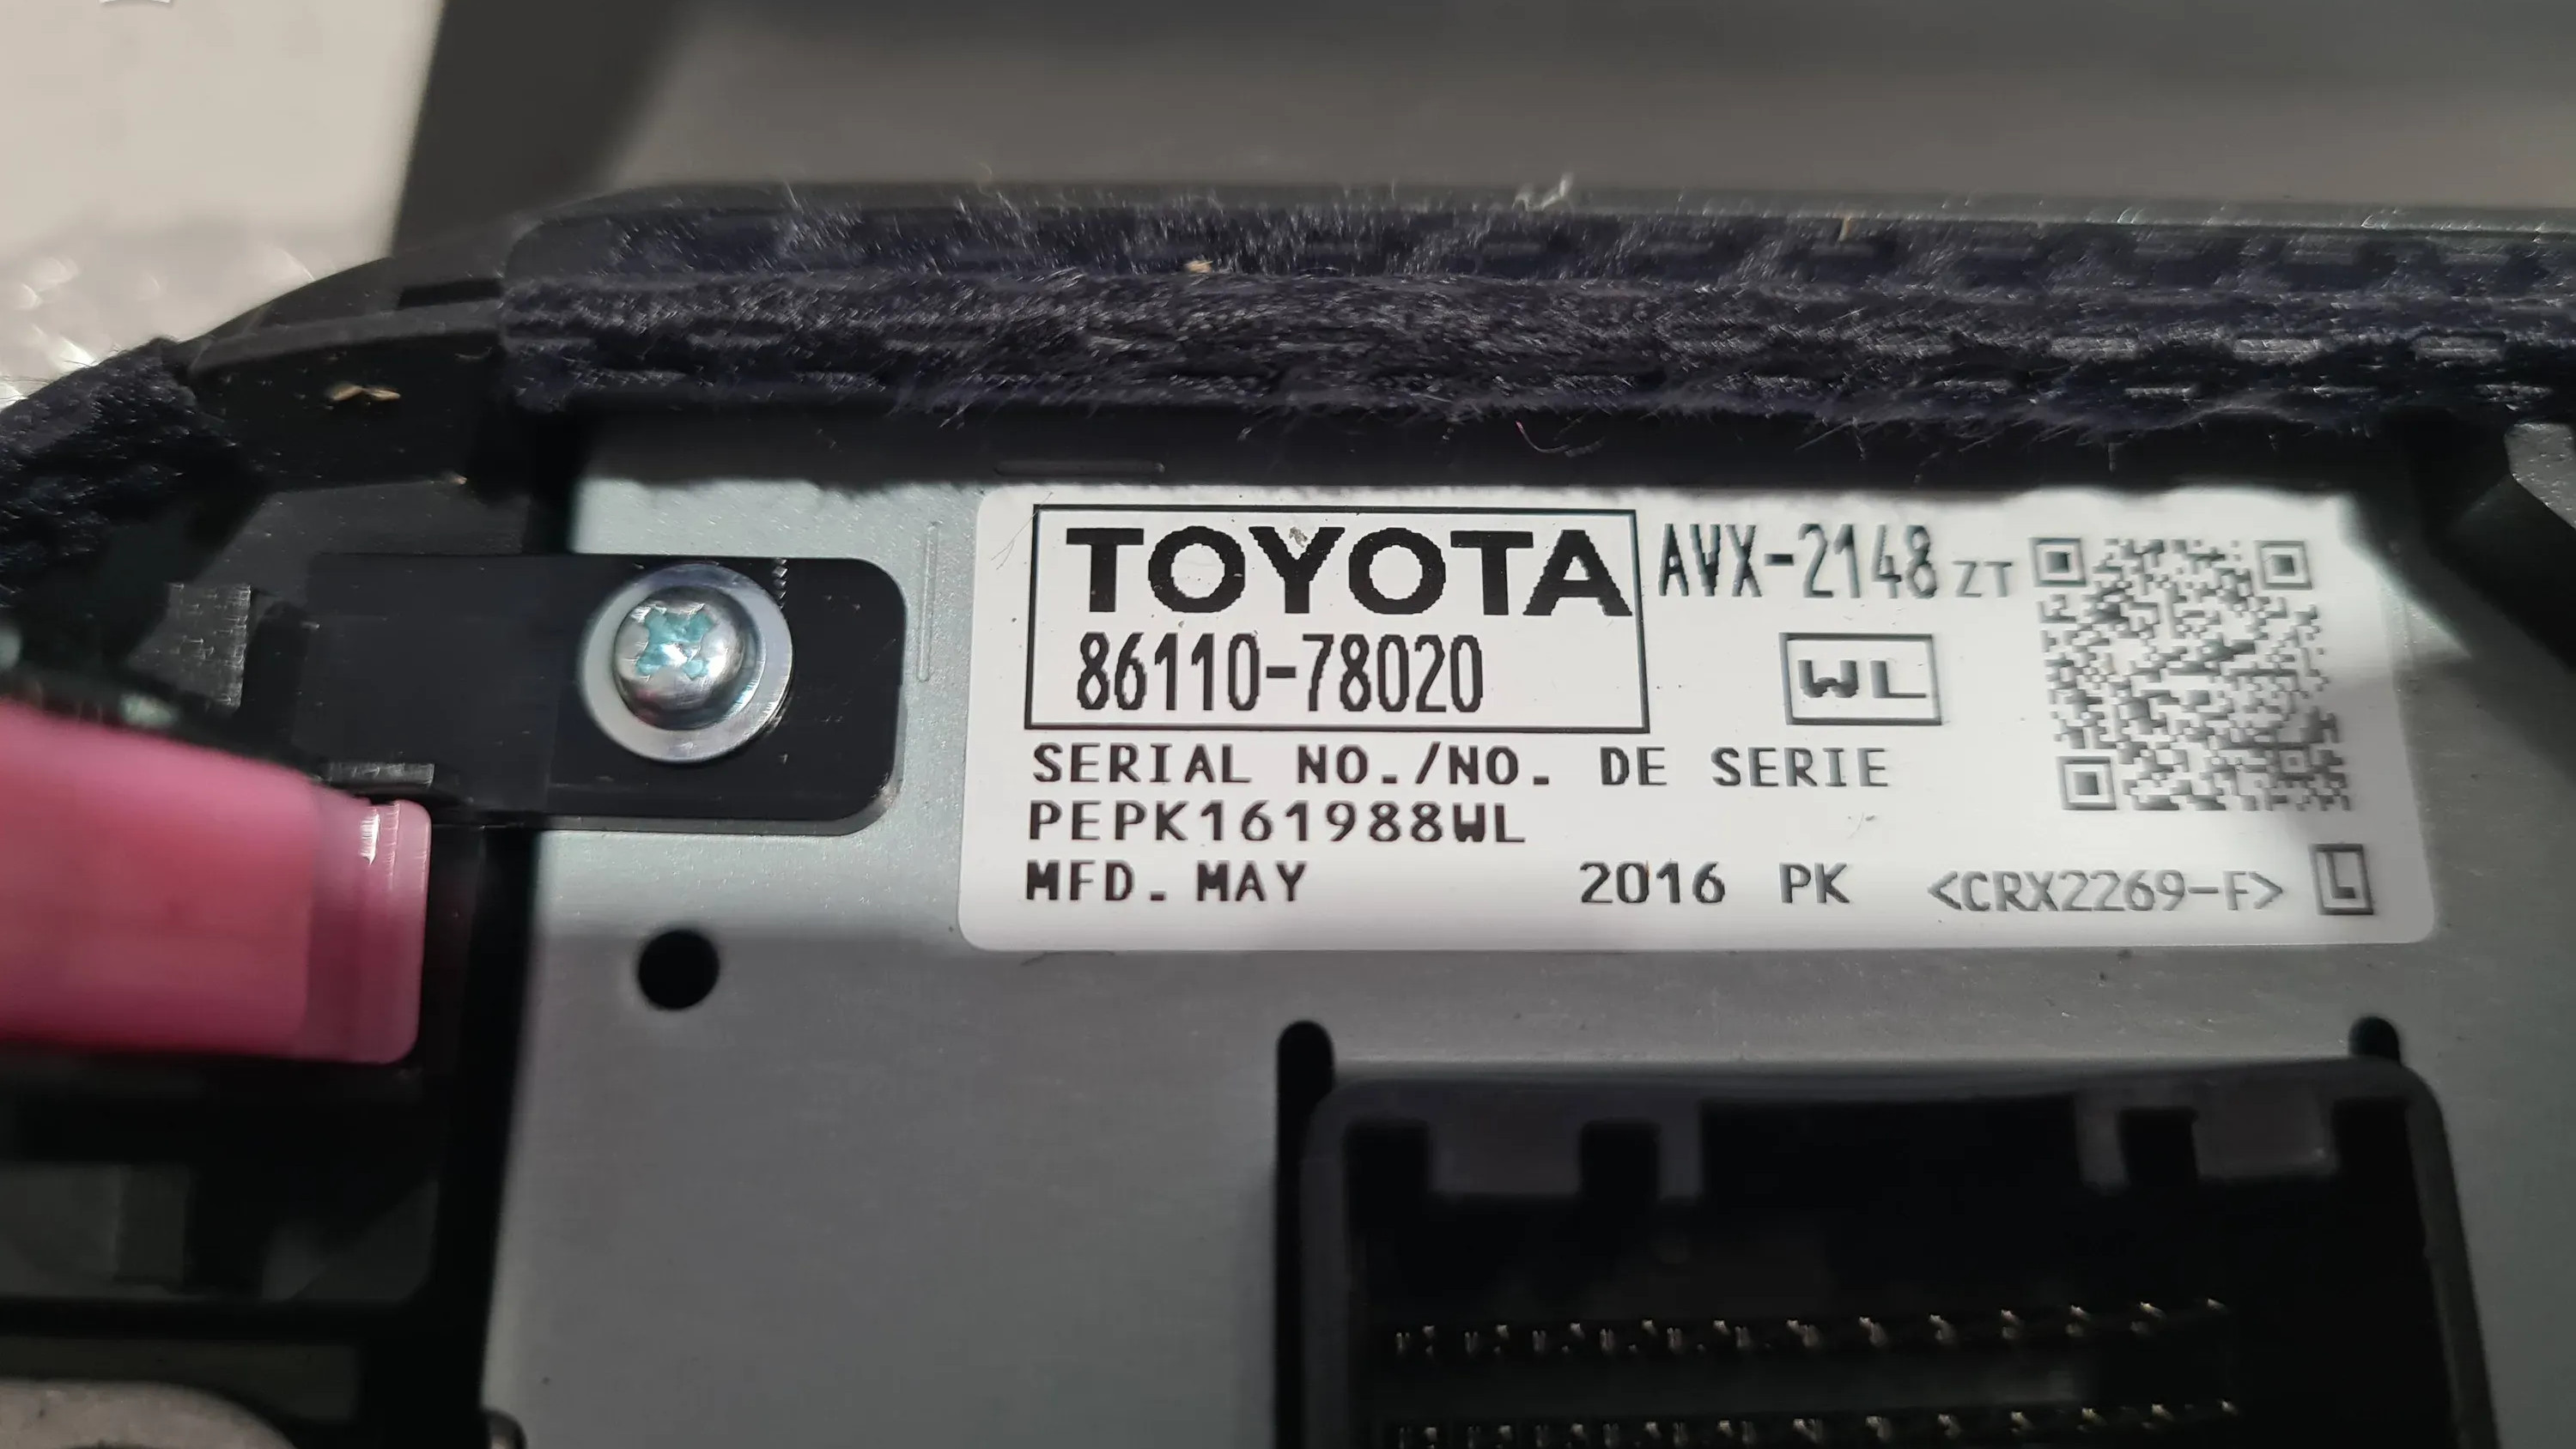 TOYOTA AVX-2148 ZT
86110-78020 WL
SERIAL NO./NO. DE SERIE
PEPK161988WL
MFD. MAY 2016 PK <CRX2269-F> L